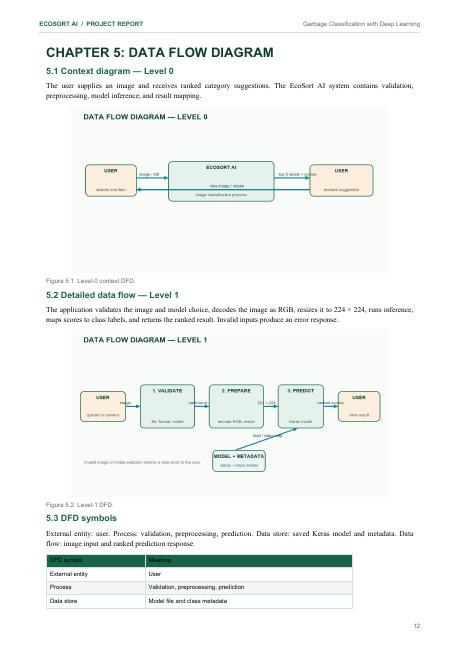 ECOSORT AI / PROJECT REPORT
Garbage Classification with Deep Learning
CHAPTER 5: DATA FLOW DIAGRAM
5.1 Context diagram — Level 0
The user supplies an image and receives ranked category suggestions. The EcoSort AI system contains validation,
preprocessing, model inference, and result mapping.
DATA FLOW DIAGRAM — LEVEL 0
USER
selects one item
image / still
ECOSORT AI
new image / retake
image classification process
top-3 labels + scores
USER
reviews suggestion
Figure 5.1. Level-0 context DFD.
5.2 Detailed data flow — Level 1
The application validates the image and model choice, decodes the image as RGB, resizes it to 224 × 224, runs inference,
maps scores to class labels, and returns the ranked result. Invalid inputs produce an error response.
DATA FLOW DIAGRAM — LEVEL 1
USER
upload or camera
image
1. VALIDATE
file, format, model
valid input
2. PREPARE
decode RGB, resize
224 × 224
3. PREDICT
Keras model
ranked scores
USER
view result
load / class map
MODEL + METADATA
keras + class names
Invalid image or model selection returns a clear error to the user.
Figure 5.2. Level-1 DFD.
5.3 DFD symbols
External entity: user. Process: validation, preprocessing, prediction. Data store: saved Keras model and metadata. Data
flow: image input and ranked prediction response.
DFD symbol
Meaning
External entity
User
Process
Validation, preprocessing, prediction
Data store
Model file and class metadata
12